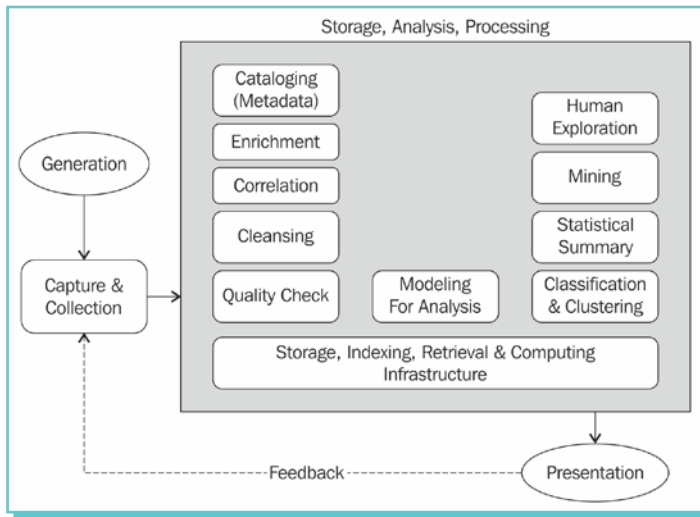 Storage, Analysis, Processing
Cataloging
(Metadata)
Enrichment
Correlation
Cleansing
Quality Check
Modeling
For Analysis
Human
Exploration
Mining
Statistical
Summary
Classification
& Clustering
Storage, Indexing, Retrieval & Computing
Infrastructure
Generation
Capture &
Collection
Feedback
Presentation